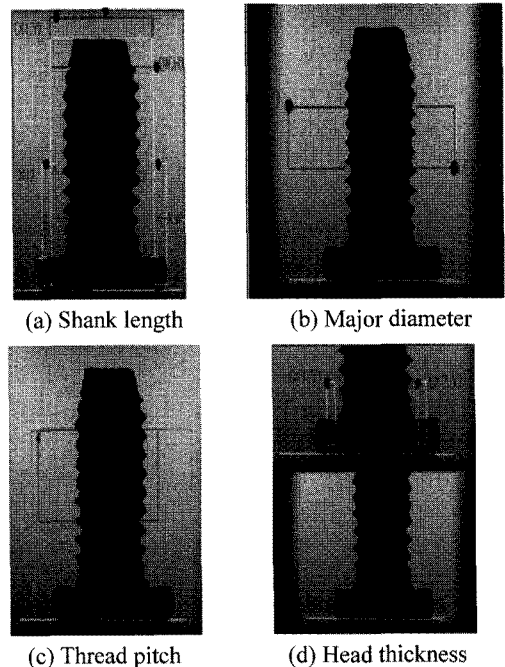 (a) Shank length
(b) Major diameter
(c) Thread pitch
(d) Head thickness